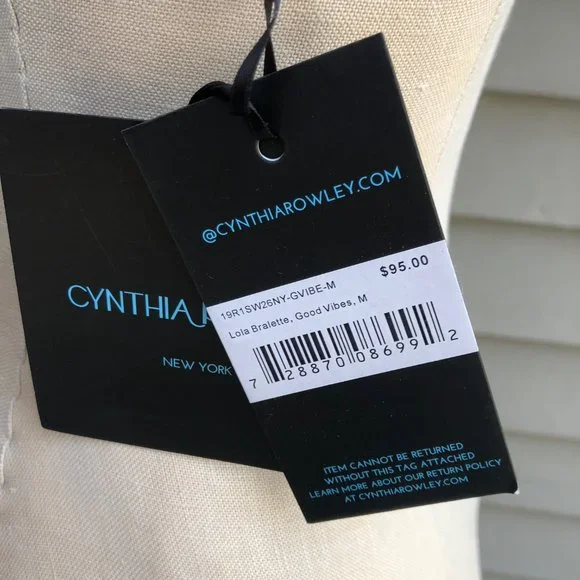 CYNTHIA
NEW YORK
@CYNTHIAROWLEY.COM
$95.00
19R1SW26NY-GVIBE-M
Lola Bralette, Good Vibes, M
7 28870 08699 2
ITEM CANNOT BE RETURNED
WITHOUT THIS TAG ATTACHED
LEARN MORE ABOUT OUR RETURN POLICY
AT CYNTHIAROWLEY.COM